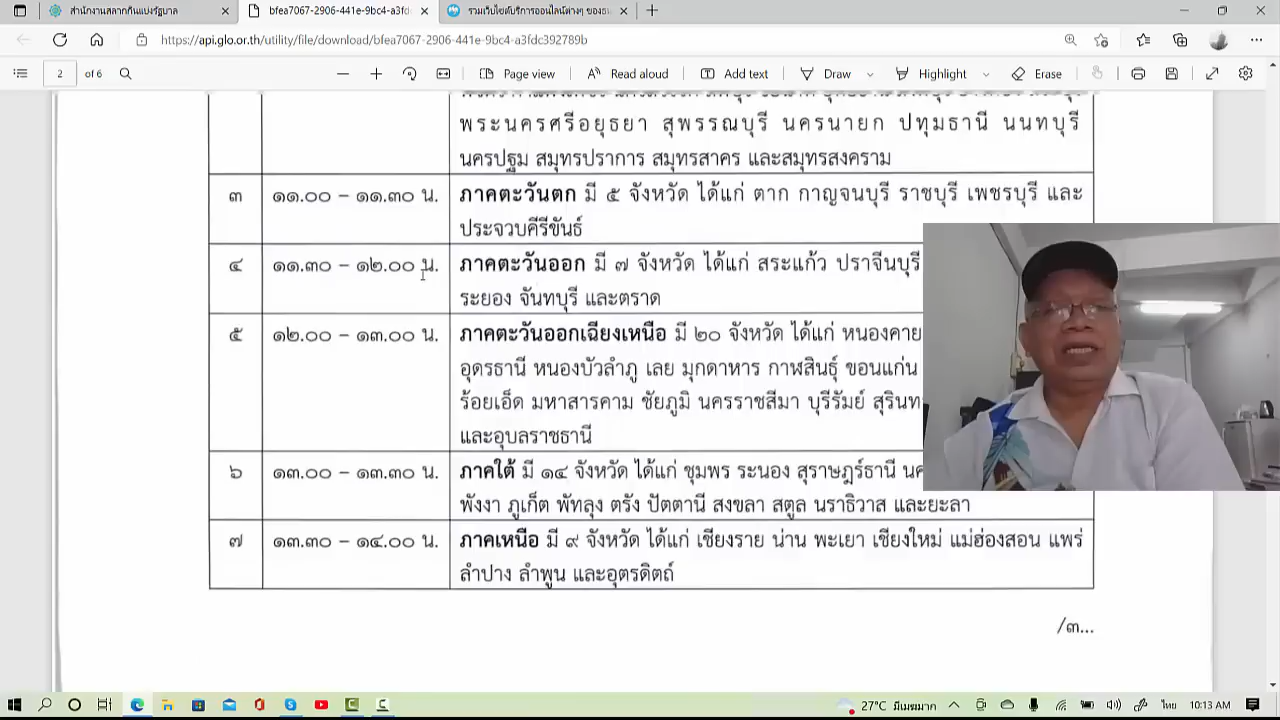 สำนักงานสลากกินแบ่งรัฐบาล
bfea7067-2906-441e-9bc4-a3fd
รวมเว็บไซต์บริการออนไลน์ต่างๆ ของธน
https://api.glo.or.th/utility/file/download/bfea7067-2906-441e-9bc4-a3fdc392789b
2 of 6
Page view
Read aloud
Add text
Draw
Highlight
Erase
พระนครศรีอยุธยา สุพรรณบุรี นครนายก ปทุมธานี นนทบุรี
นครปฐม สมุทรปราการ สมุทรสาคร และสมุทรสงคราม
๓ ๑๑.๐๐ – ๑๑.๓๐ น. ภาคตะวันตก มี ๕ จังหวัด ได้แก่ ตาก กาญจนบุรี ราชบุรี เพชรบุรี และ
ประจวบคีรีขันธ์
๔ ๑๑.๓๐ – ๑๒.๐๐ น. ภาคตะวันออก มี ๗ จังหวัด ได้แก่ สระแก้ว ปราจีนบุรี
ระยอง จันทบุรี และตราด
๕ ๑๒.๐๐ – ๑๓.๐๐ น. ภาคตะวันออกเฉียงเหนือ มี ๒๐ จังหวัด ได้แก่ หนองคาย
อุดรธานี หนองบัวลำภู เลย มุกดาหาร กาฬสินธุ์ ขอนแก่น
ร้อยเอ็ด มหาสารคาม ชัยภูมิ นครราชสีมา บุรีรัมย์ สุรินท
และอุบลราชธานี
๖ ๑๓.๐๐ – ๑๓.๓๐ น. ภาคใต้ มี ๑๔ จังหวัด ได้แก่ ชุมพร ระนอง สุราษฎร์ธานี นค
พังงา ภูเก็ต พัทลุง ตรัง ปัตตานี สงขลา สตูล นราธิวาส และยะลา
๗ ๑๓.๓๐ – ๑๔.๐๐ น. ภาคเหนือ มี ๙ จังหวัด ได้แก่ เชียงราย น่าน พะเยา เชียงใหม่ แม่ฮ่องสอน แพร่
ลำปาง ลำพูน และอุตรดิตถ์
/๓...
27°C มีเมฆมาก
ไทย
10:13 AM